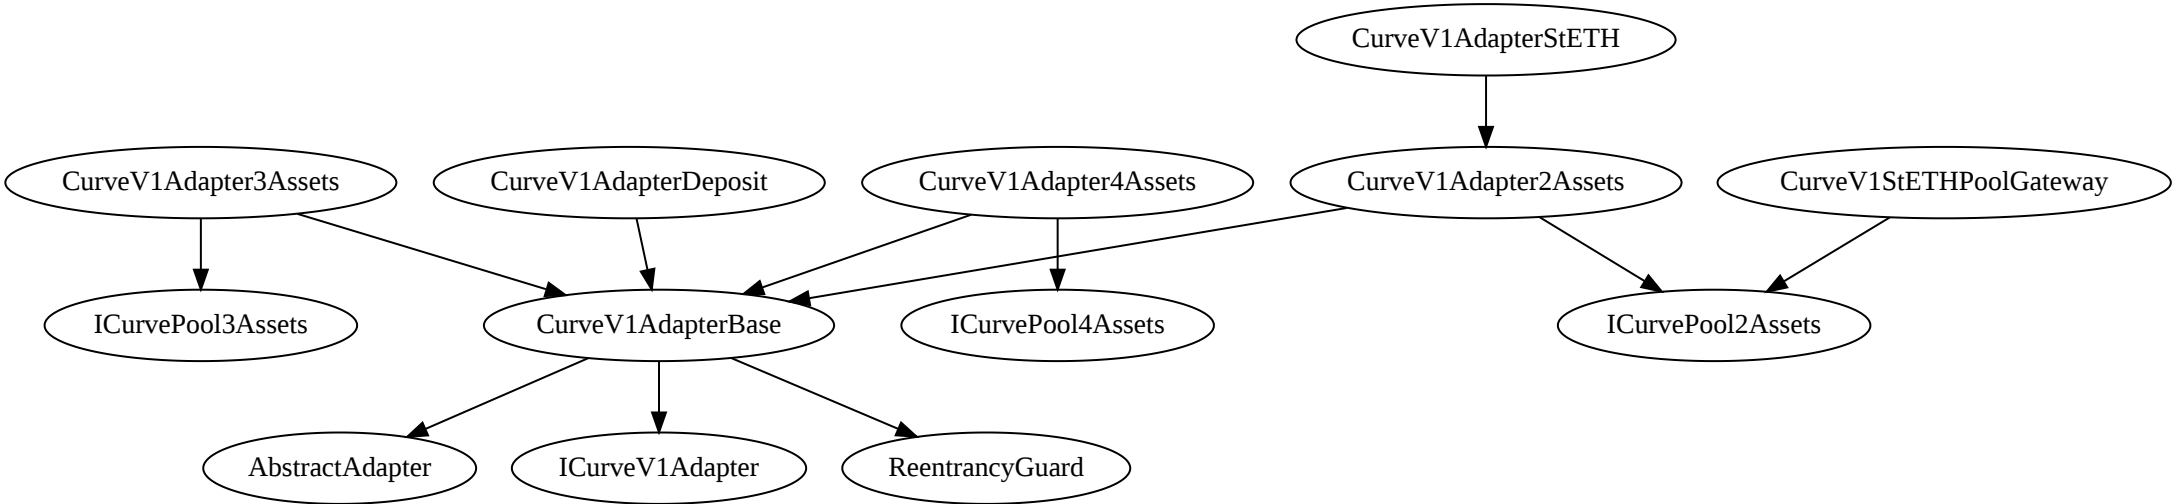 CurveV1AdapterStETH
CurveV1Adapter3Assets
CurveV1AdapterDeposit
CurveV1Adapter4Assets
CurveV1Adapter2Assets
CurveV1StETHPoolGateway
ICurvePool3Assets
CurveV1AdapterBase
ICurvePool4Assets
ICurvePool2Assets
AbstractAdapter
ICurveV1Adapter
ReentrancyGuard